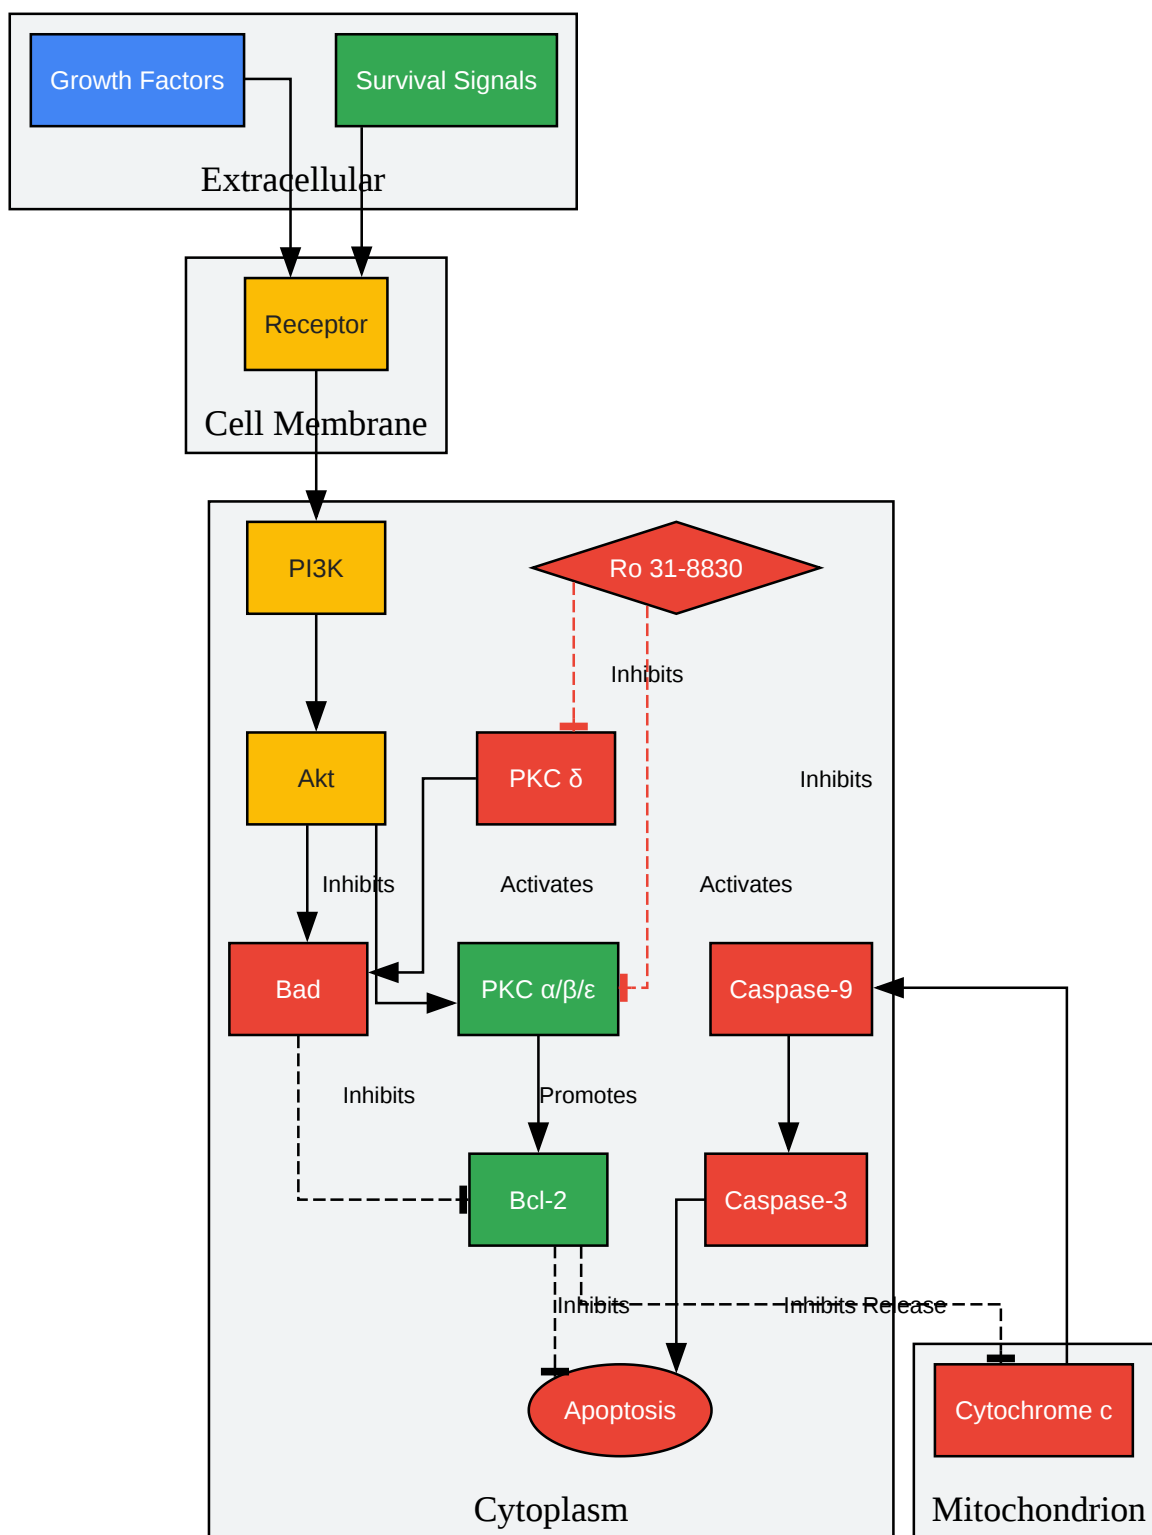 Growth Factors
Survival Signals
Extracellular
Receptor
Cell Membrane
PI3K
Ro 31-8830
Inhibits
Akt
PKC δ
Inhibits
Inhibits
Activates
Activates
Bad
PKC α/β/ε
Caspase-9
Inhibits
Promotes
Bcl-2
Caspase-3
Inhibits
Inhibits Release
Apoptosis
Cytochrome c
Cytoplasm
Mitochondrion